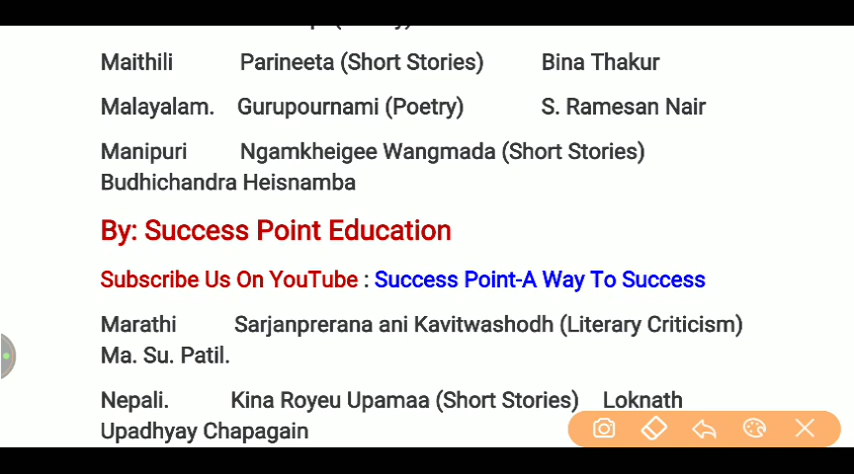 Maithili Parineeta (Short Stories) Bina Thakur
Malayalam. Gurupournami (Poetry) S. Ramesan Nair
Manipuri Ngamkheigee Wangmada (Short Stories)
Budhichandra Heisnamba
By: Success Point Education
Subscribe Us On YouTube : Success Point-A Way To Success
Marathi Sarjanprerana ani Kavitwashodh (Literary Criticism)
Ma. Su. Patil.
Nepali. Kina Royeu Upamaa (Short Stories) Loknath
Upadhyay Chapagain